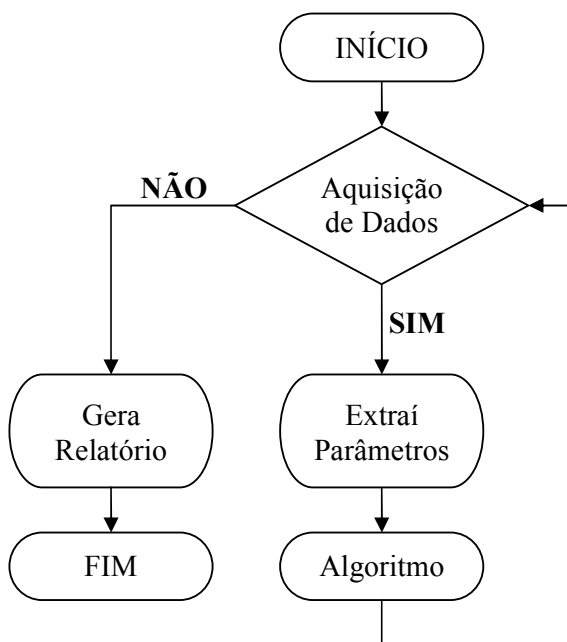 INÍCIO
Aquisição
de Dados
NÃO
SIM
Gera
Relatório
Extraí
Parâmetros
FIM
Algoritmo